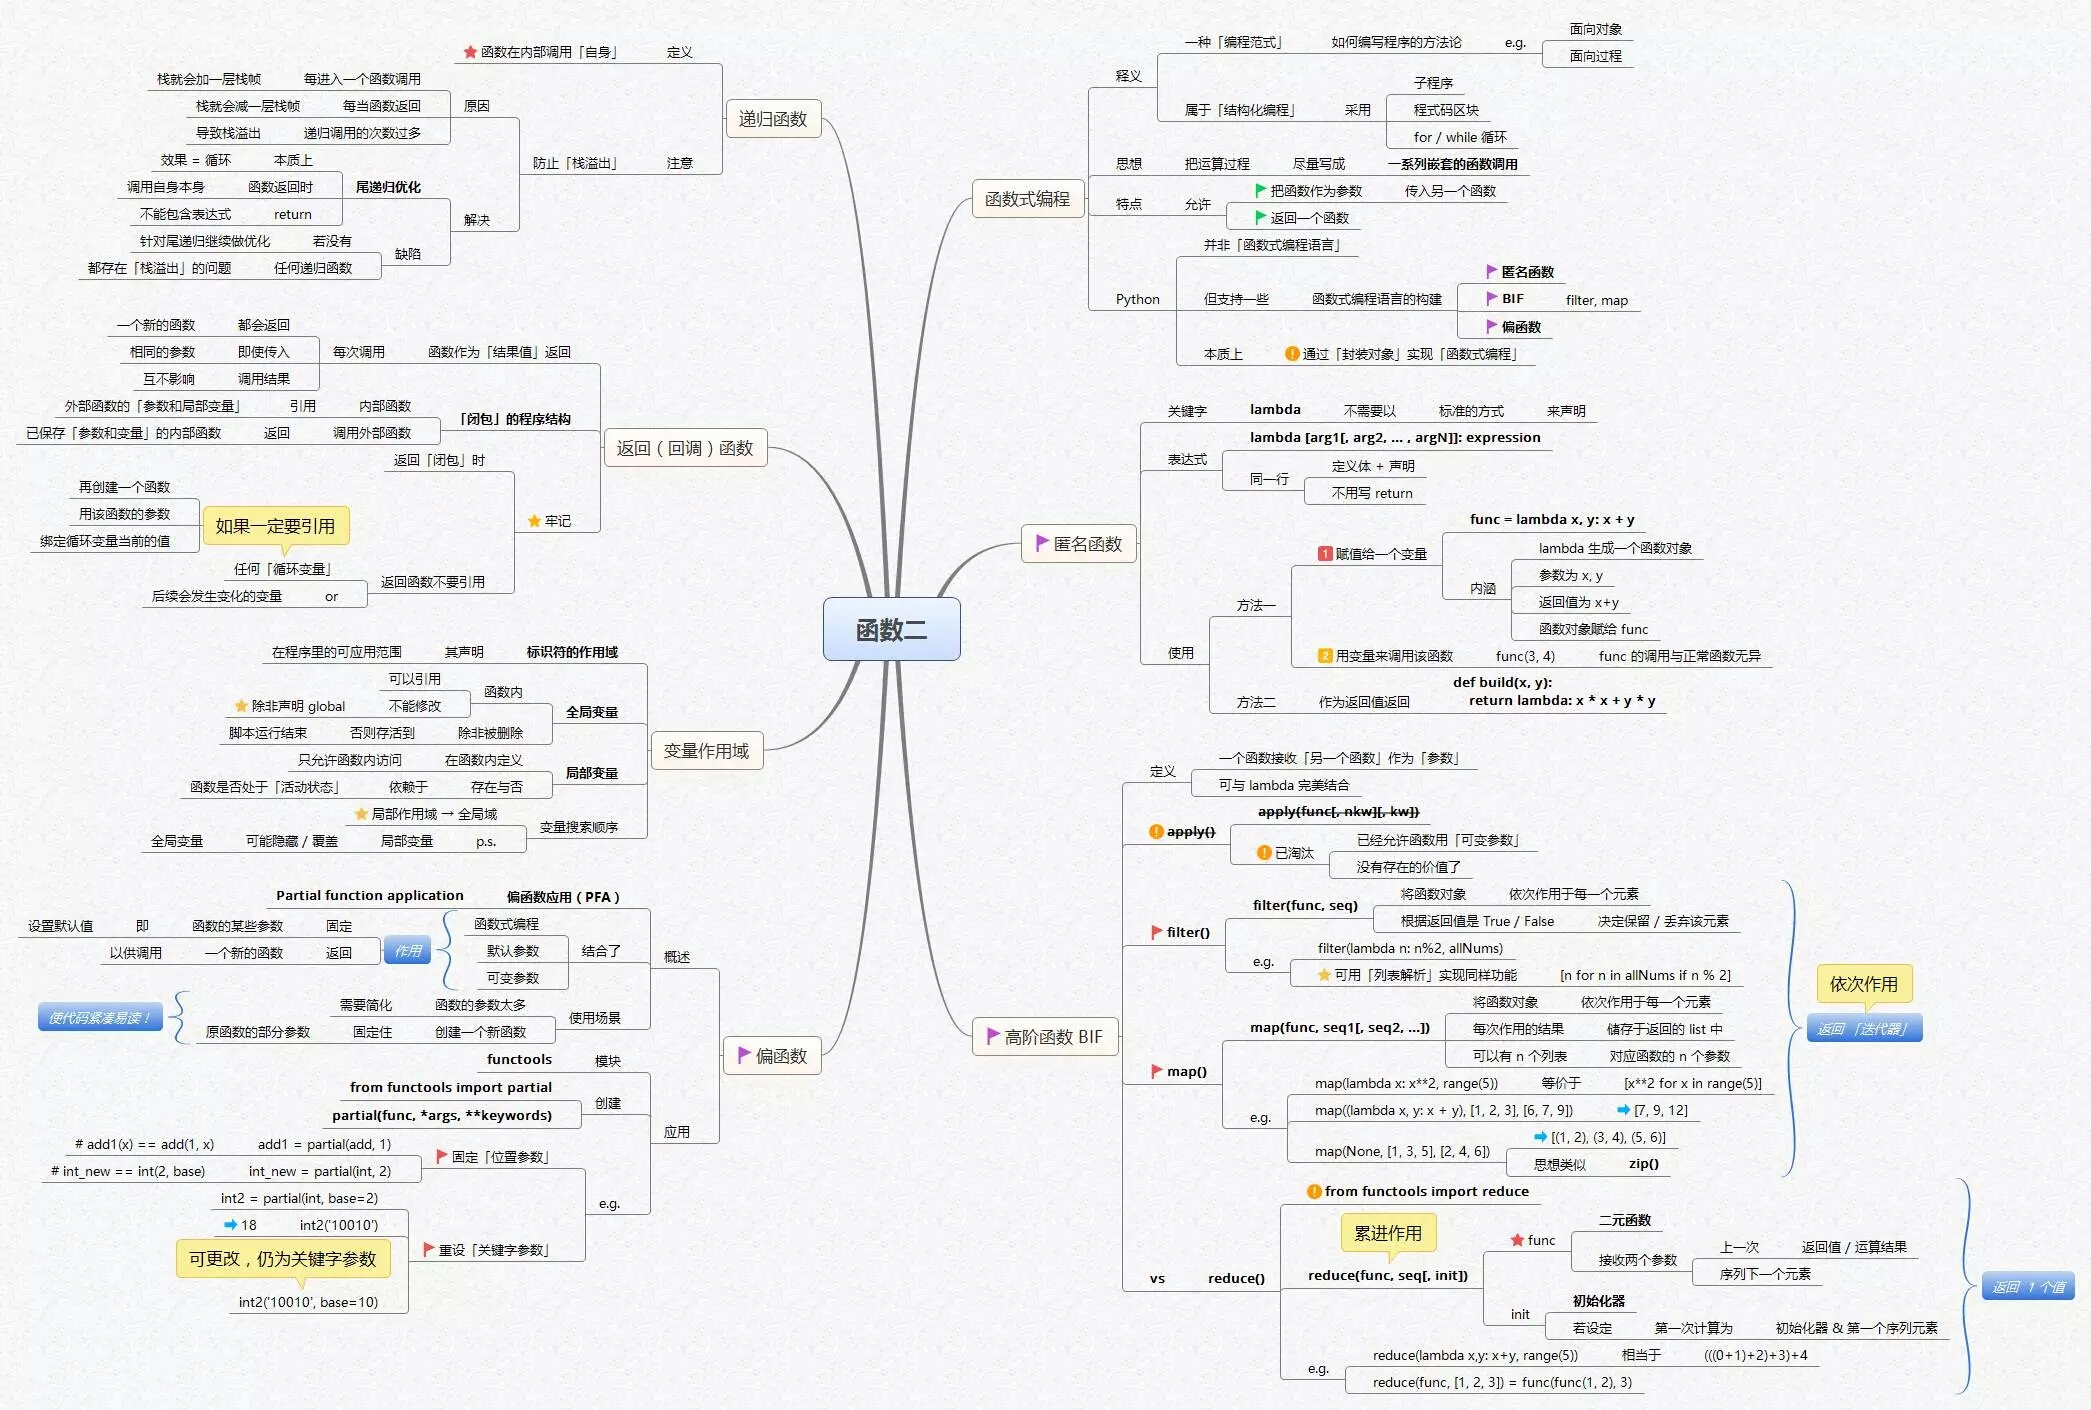 函数二
递归函数
定义
函数在内部调用「自身」
注意
防止「栈溢出」
原因
每进入一个函数调用
栈就会加一层栈帧
每当函数返回
栈就会减一层栈帧
递归调用的次数过多
导致栈溢出
解决
尾递归优化
本质上
效果 = 循环
函数返回时
调用自身本身
return
不能包含表达式
缺陷
若没有
针对尾递归继续做优化
任何递归函数
都存在「栈溢出」的问题
返回（回调）函数
函数作为「结果值」返回
每次调用
都会返回
一个新的函数
即使传入
相同的参数
调用结果
互不影响
「闭包」的程序结构
内部函数
引用
外部函数的「参数和局部变量」
调用外部函数
返回
已保存「参数和变量」的内部函数
牢记
返回「闭包」时
返回函数不要引用
任何「循环变量」
or
后续会发生变化的变量
如果一定要引用
再创建一个函数
用该函数的参数
绑定循环变量当前的值
变量作用域
标识符的作用域
其声明
在程序里的可应用范围
全局变量
函数内
可以引用
不能修改
除非声明 global
除非被删除
否则存活到
脚本运行结束
局部变量
在函数内定义
只允许函数内访问
存在与否
依赖于
函数是否处于「活动状态」
变量搜索顺序
局部作用域 → 全局域
p.s.
局部变量
可能隐藏 / 覆盖
全局变量
偏函数
概述
偏函数应用（PFA）
Partial function application
结合了
函数式编程
默认参数
可变参数
作用
固定
函数的某些参数
即
设置默认值
返回
一个新的函数
以供调用
使用场景
函数的参数太多
需要简化
创建一个新函数
固定住
原函数的部分参数
使代码紧凑易读！
应用
模块
functools
创建
from functools import partial
partial(func, *args, **keywords)
e.g.
固定「位置参数」
add1 = partial(add, 1)
# add1(x) == add(1, x)
int_new = partial(int, 2)
# int_new == int(2, base)
重设「关键字参数」
int2 = partial(int, base=2)
int2('10010')
18
可更改，仍为关键字参数
int2('10010', base=10)
函数式编程
释义
一种「编程范式」
如何编写程序的方法论
e.g.
面向对象
面向过程
属于「结构化编程」
采用
子程序
程式码区块
for / while 循环
思想
把运算过程
尽量写成
一系列嵌套的函数调用
特点
允许
把函数作为参数
传入另一个函数
返回一个函数
Python
并非「函数式编程语言」
但支持一些
函数式编程语言的构建
匿名函数
BIF
filter, map
偏函数
本质上
通过「封装对象」实现「函数式编程」
匿名函数
关键字
lambda
不需要以
标准的方式
来声明
表达式
lambda [arg1[, arg2, ... , argN]]: expression
同一行
定义体 + 声明
不用写 return
使用
方法一
1 赋值给一个变量
func = lambda x, y: x + y
内涵
lambda 生成一个函数对象
参数为 x, y
返回值为 x+y
函数对象赋给 func
2 用变量来调用该函数
func(3, 4)
func 的调用与正常函数无异
方法二
作为返回值返回
def build(x, y):
return lambda: x * x + y * y
高阶函数 BIF
定义
一个函数接收「另一个函数」作为「参数」
可与 lambda 完美结合
apply()
apply(func[, nkw][, kw])
已淘汰
已经允许函数用「可变参数」
没有存在的价值了
filter()
filter(func, seq)
将函数对象
依次作用于每一个元素
根据返回值是 True / False
决定保留 / 丢弃该元素
e.g.
filter(lambda n: n%2, allNums)
可用「列表解析」实现同样功能
[n for n in allNums if n % 2]
map()
map(func, seq1[, seq2, ...])
将函数对象
依次作用于每一个元素
每次作用的结果
储存于返回的 list 中
可以有 n 个列表
对应函数的 n 个参数
e.g.
map(lambda x: x**2, range(5))
等价于
[x**2 for x in range(5)]
map((lambda x, y: x + y), [1, 2, 3], [6, 7, 9])
[7, 9, 12]
map(None, [1, 3, 5], [2, 4, 6])
[(1, 2), (3, 4), (5, 6)]
思想类似
zip()
依次作用
返回 「迭代器」
vs
reduce()
from functools import reduce
累进作用
reduce(func, seq[, init])
func
二元函数
接收两个参数
上一次
返回值 / 运算结果
序列下一个元素
init
初始化器
若设定
第一次计算为
初始化器 & 第一个序列元素
e.g.
reduce(lambda x,y: x+y, range(5))
相当于
(((0+1)+2)+3)+4
reduce(func, [1, 2, 3]) = func(func(1, 2), 3)
返回 1 个值